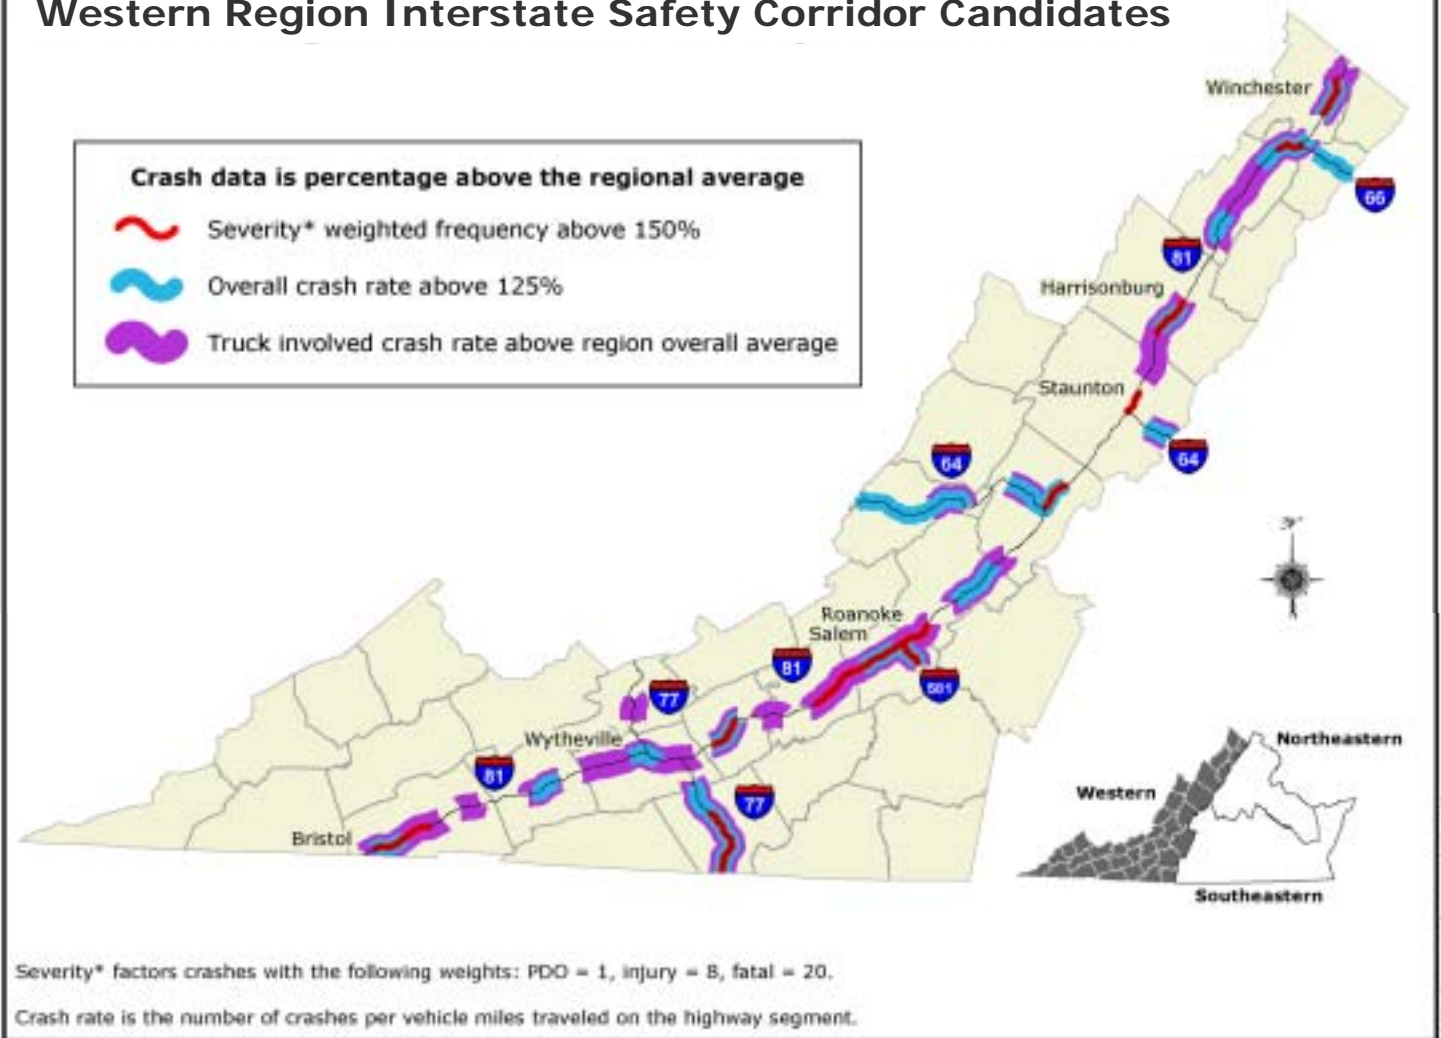 Western Region Interstate Safety Corridor Candidates
Crash data is percentage above the regional average
Severity* weighted frequency above 150%
Overall crash rate above 125%
Truck involved crash rate above region overall average
Winchester
66
81
Harrisonburg
Staunton
64
64
Roanoke
Salem
81
581
77
Wytheville
81
77
Bristol
Northeastern
Western
Southeastern
Severity* factors crashes with the following weights: PDO = 1, injury = 8, fatal = 20.
Crash rate is the number of crashes per vehicle miles traveled on the highway segment.